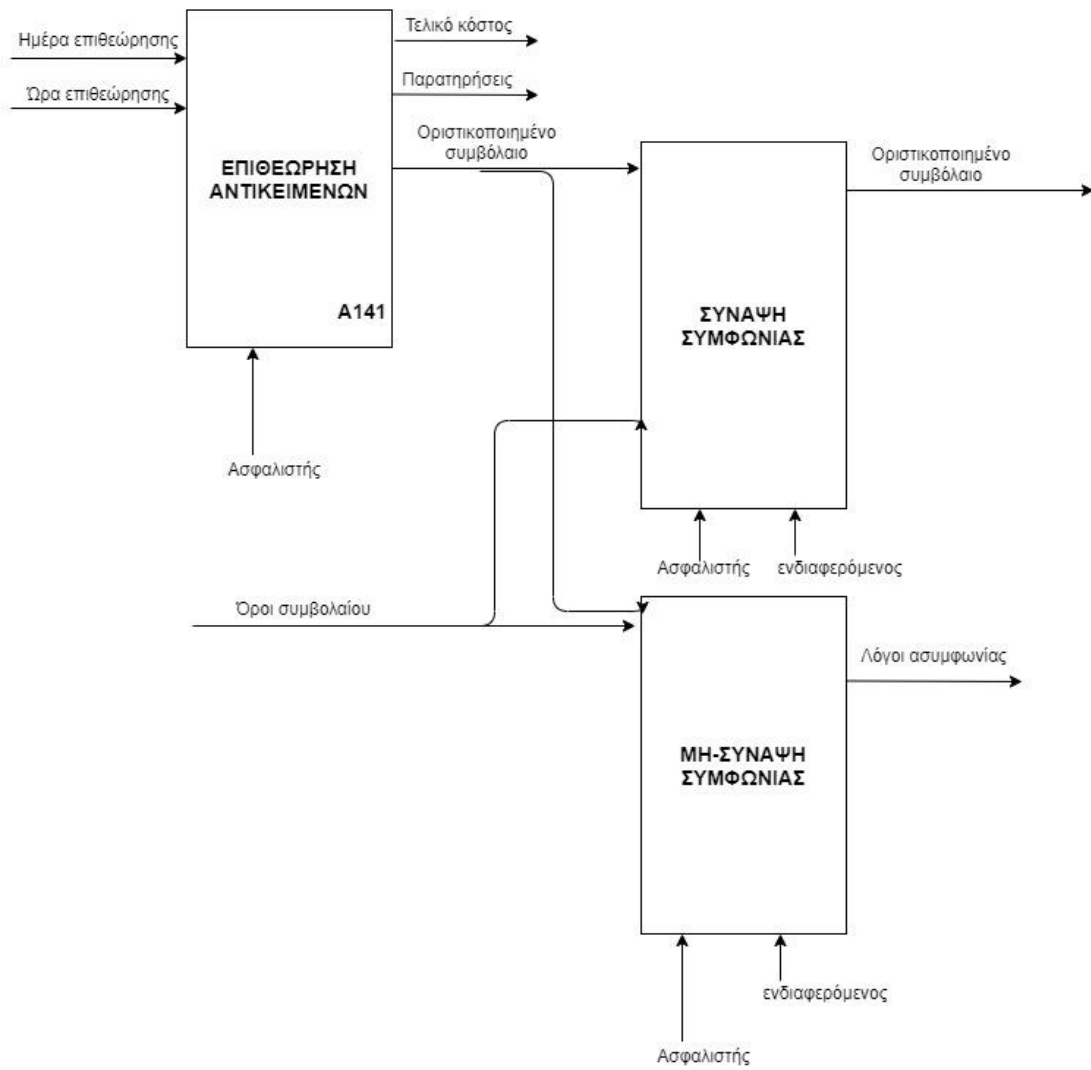 Ημέρα επιθεώρησης
Ώρα επιθεώρησης
ΕΠΙΘΕΩΡΗΣΗ
ΑΝΤΙΚΕΙΜΕΝΩΝ
A141
Τελικό κόστος
Παρατηρήσεις
Οριστικοποιημένο
συμβόλαιο
Ασφαλιστής
ΣΥΝΑΨΗ
ΣΥΜΦΩΝΙΑΣ
Οριστικοποιημένο
συμβόλαιο
Ασφαλιστής
ενδιαφερόμενος
Όροι συμβολαίου
ΜΗ-ΣΥΝΑΨΗ
ΣΥΜΦΩΝΙΑΣ
Λόγοι ασυμφωνίας
ενδιαφερόμενος
Ασφαλιστής